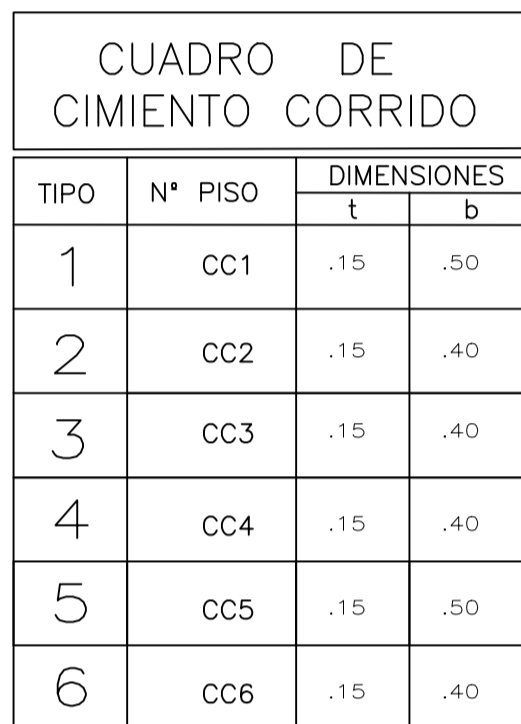 CUADRO DE
CIMIENTO CORRIDO
TIPO Nº PISO DIMENSIONES
t b
1 CC1 .15 .50
2 CC2 .15 .40
3 CC3 .15 .40
4 CC4 .15 .40
5 CC5 .15 .50
6 CC6 .15 .40